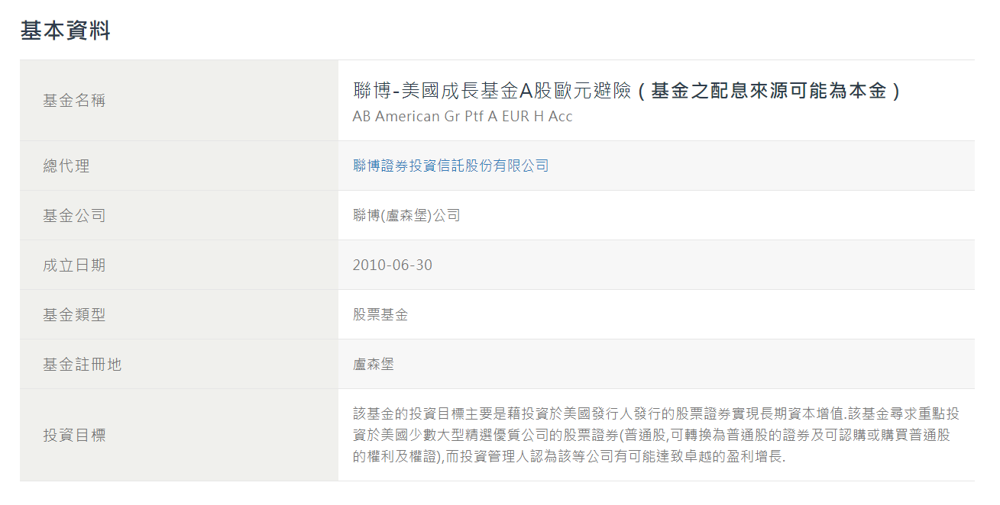 基本資料
基金名稱
聯博-美國成長基金A股歐元避險 ( 基金之配息來源可能為本金 )
AB American Gr Ptf A EUR H Acc
總代理
聯博證券投資信託股份有限公司
基金公司
聯博(盧森堡)公司
成立日期
2010-06-30
基金類型
股票基金
基金註冊地
盧森堡
投資目標
該基金的投資目標主要是藉投資於美國發行人發行的股票證券實現長期資本增值.該基金尋求重點投
資於美國少數大型精選優質公司的股票證券(普通股,可轉換為普通股的證券及可認購或購買普通股
的權利及權證),而投資管理人認為該等公司有可能達致卓越的盈利增長.